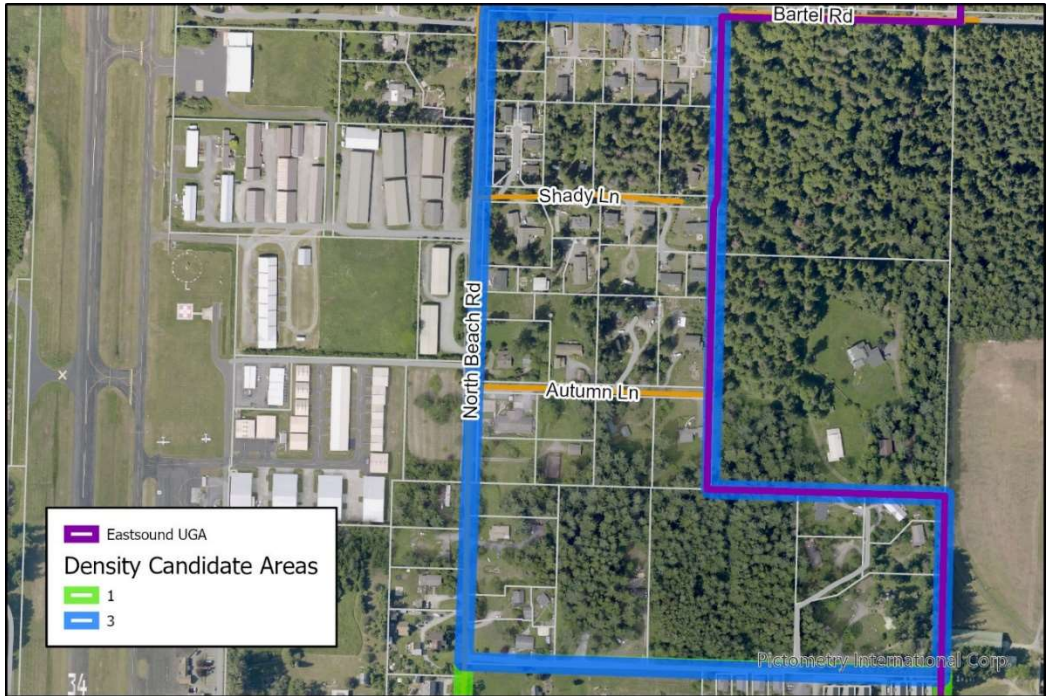 Bartel Rd
Shady Ln
North Beach Rd
Autumn Ln
Eastsound UGA
Density Candidate Areas
1
3
Pictometry International Corp.
34